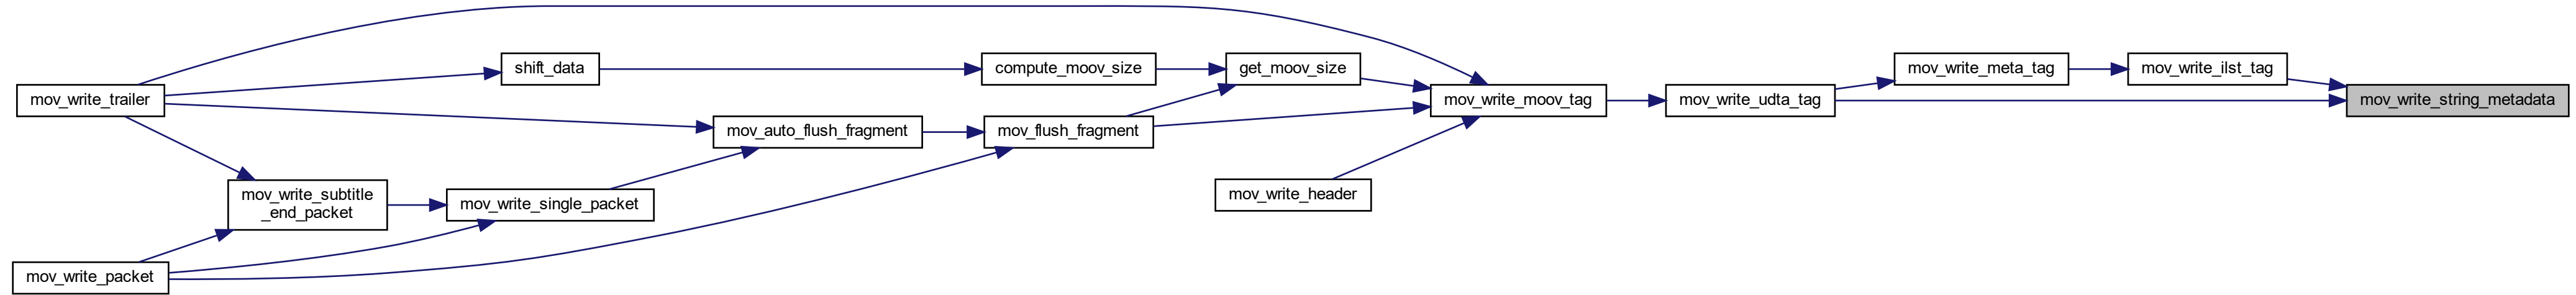 mov_write_trailer
shift_data
compute_moov_size
get_moov_size
mov_write_moov_tag
mov_write_udta_tag
mov_write_meta_tag
mov_write_ilst_tag
mov_write_string_metadata
mov_auto_flush_fragment
mov_flush_fragment
mov_write_subtitle
_end_packet
mov_write_single_packet
mov_write_header
mov_write_packet